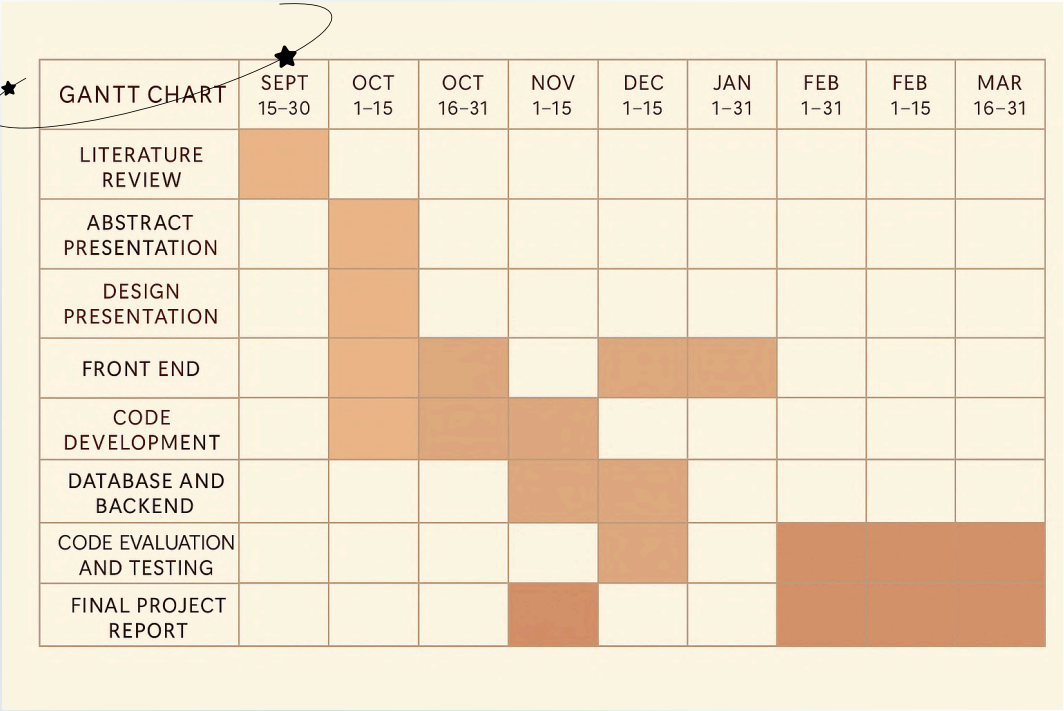 GANTT CHART
SEPT
15–30
OCT
1–15
OCT
16–31
NOV
1–15
DEC
1–15
JAN
1–31
FEB
1–31
FEB
1–15
MAR
16–31
LITERATURE
REVIEW
ABSTRACT
PRESENTATION
DESIGN
PRESENTATION
FRONT END
CODE
DEVELOPMENT
DATABASE AND
BACKEND
CODE EVALUATION
AND TESTING
FINAL PROJECT
REPORT